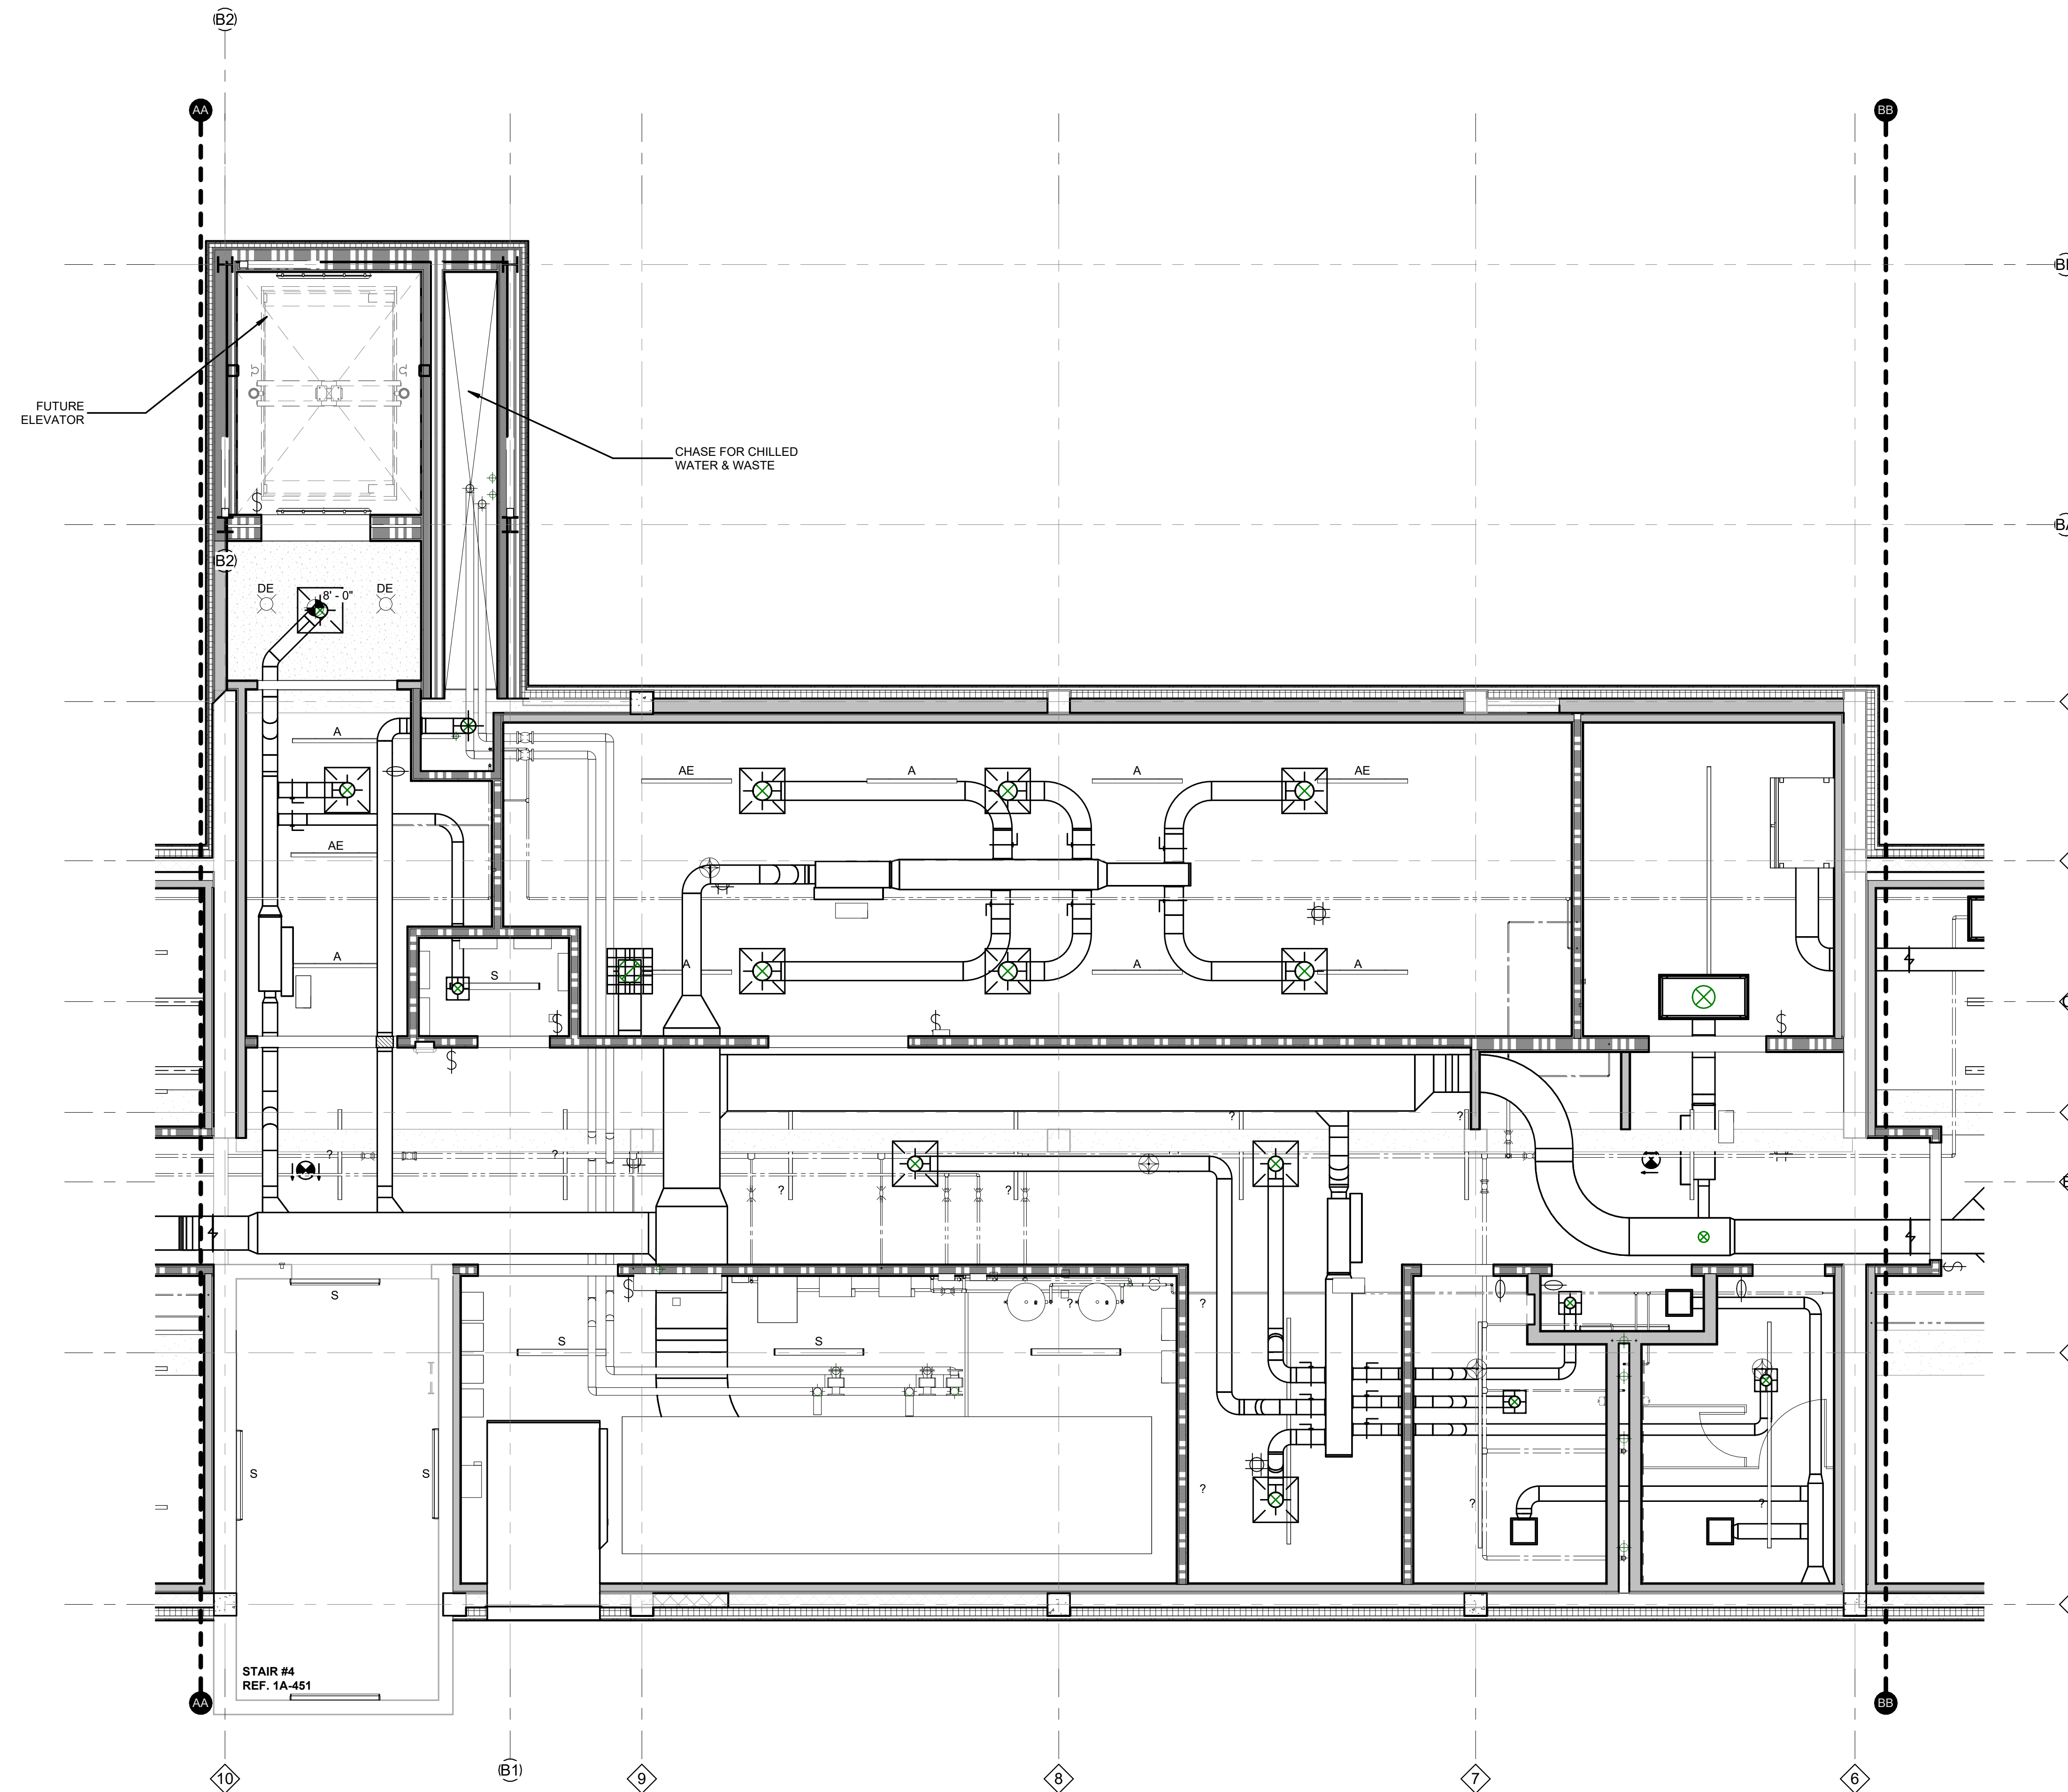 (B2)
AA
BB
FUTURE
ELEVATOR
CHASE FOR CHILLED
WATER & WASTE
$
(B2)
DE
DE
8' - 0"
A
AE
A
A
AE
AE
A
S
A
A
A
$
$
$
$
?
?
?
?
?
?
$
S
?
?
S
S
S
S
?
?
?
STAIR #4
REF. 1A-451
AA
BB
10
(B1)
9
8
7
6